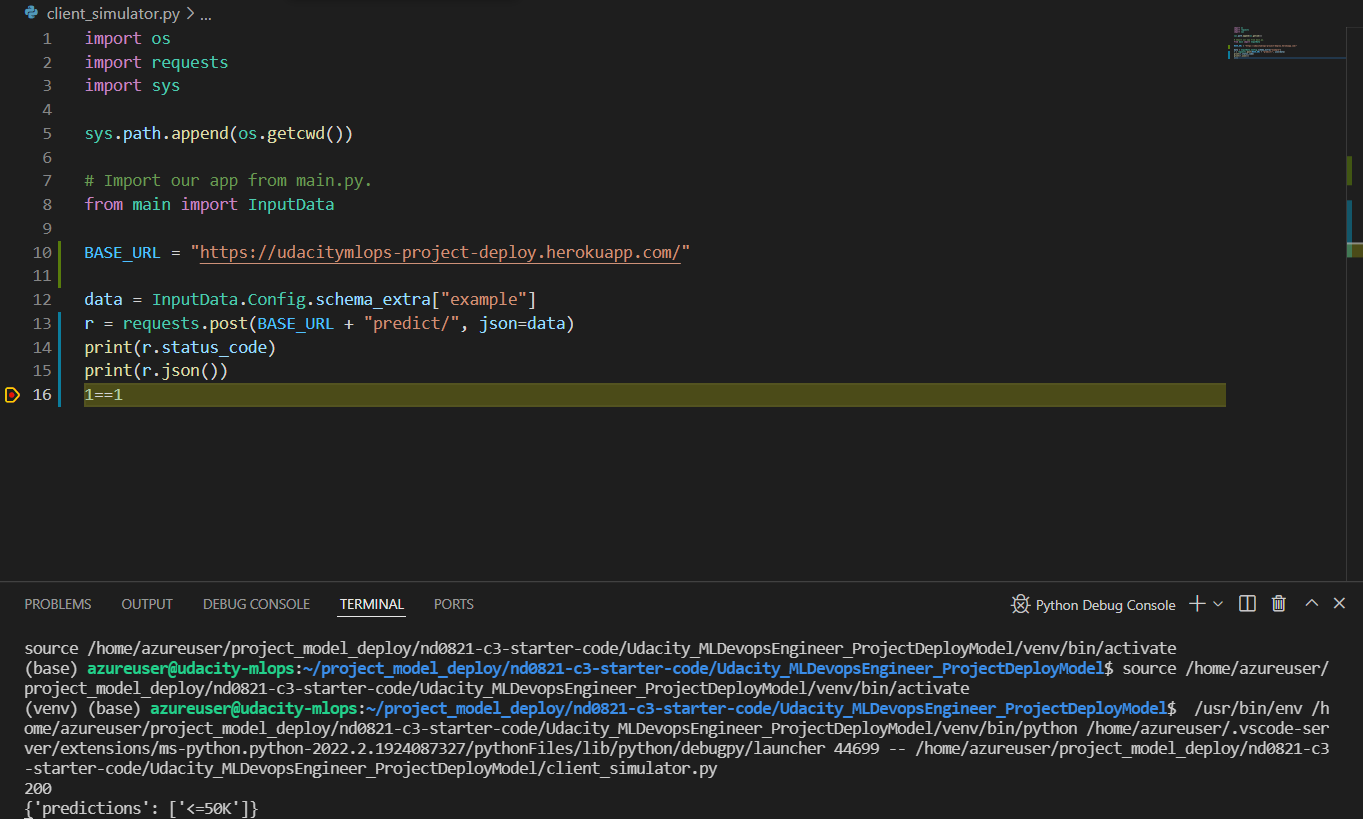 client_simulator.py > ...
1 import os
2 import requests
3 import sys
4
5 sys.path.append(os.getcwd())
6
7 # Import our app from main.py.
8 from main import InputData
9
10 BASE_URL = "https://udacitymlops-project-deploy.herokuapp.com/"
11
12 data = InputData.Config.schema_extra["example"]
13 r = requests.post(BASE_URL + "predict/", json=data)
14 print(r.status_code)
15 print(r.json())
16 1==1
PROBLEMS OUTPUT DEBUG CONSOLE TERMINAL PORTS Python Debug Console
source /home/azureuser/project_model_deploy/nd0821-c3-starter-code/Udacity_MLDevopsEngineer_ProjectDeployModel/venv/bin/activate
(base) azureuser@udacity-mlops:~/project_model_deploy/nd0821-c3-starter-code/Udacity_MLDevopsEngineer_ProjectDeployModel$ source /home/azureuser/
project_model_deploy/nd0821-c3-starter-code/Udacity_MLDevopsEngineer_ProjectDeployModel/venv/bin/activate
(venv) (base) azureuser@udacity-mlops:~/project_model_deploy/nd0821-c3-starter-code/Udacity_MLDevopsEngineer_ProjectDeployModel$  /usr/bin/env /h
ome/azureuser/project_model_deploy/nd0821-c3-starter-code/Udacity_MLDevopsEngineer_ProjectDeployModel/venv/bin/python /home/azureuser/.vscode-ser
ver/extensions/ms-python.python-2022.2.1924087327/pythonFiles/lib/python/debugpy/launcher 44699 -- /home/azureuser/project_model_deploy/nd0821-c3
-starter-code/Udacity_MLDevopsEngineer_ProjectDeployModel/client_simulator.py
200
{'predictions': ['<=50K']}